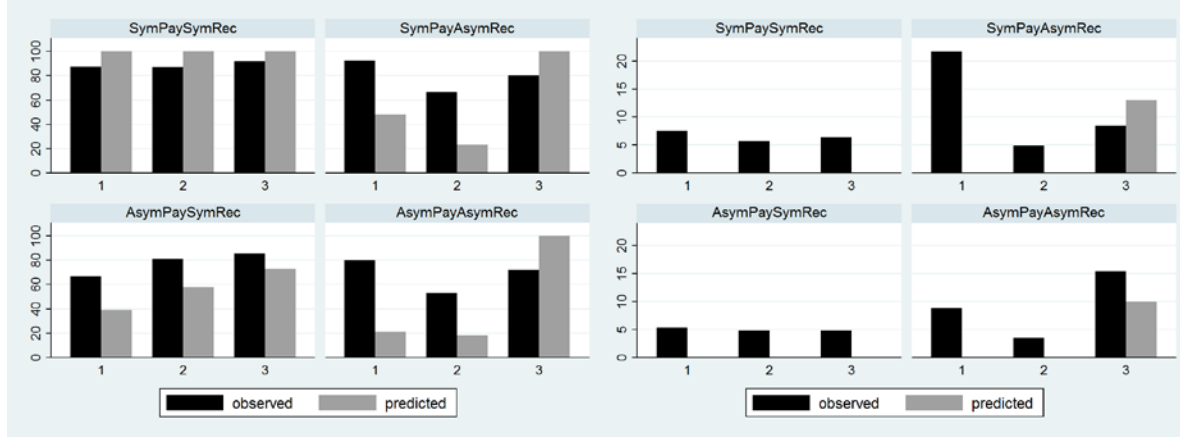 SymPaySymRec
SymPayAsymRec
0 20 40 60 80 100
1 2 3
1 2 3
AsymPaySymRec
AsymPayAsymRec
0 20 40 60 80 100
1 2 3
1 2 3
observed predicted
SymPaySymRec
SymPayAsymRec
0 5 10 15 20
1 2 3
1 2 3
AsymPaySymRec
AsymPayAsymRec
0 5 10 15 20
1 2 3
1 2 3
observed predicted